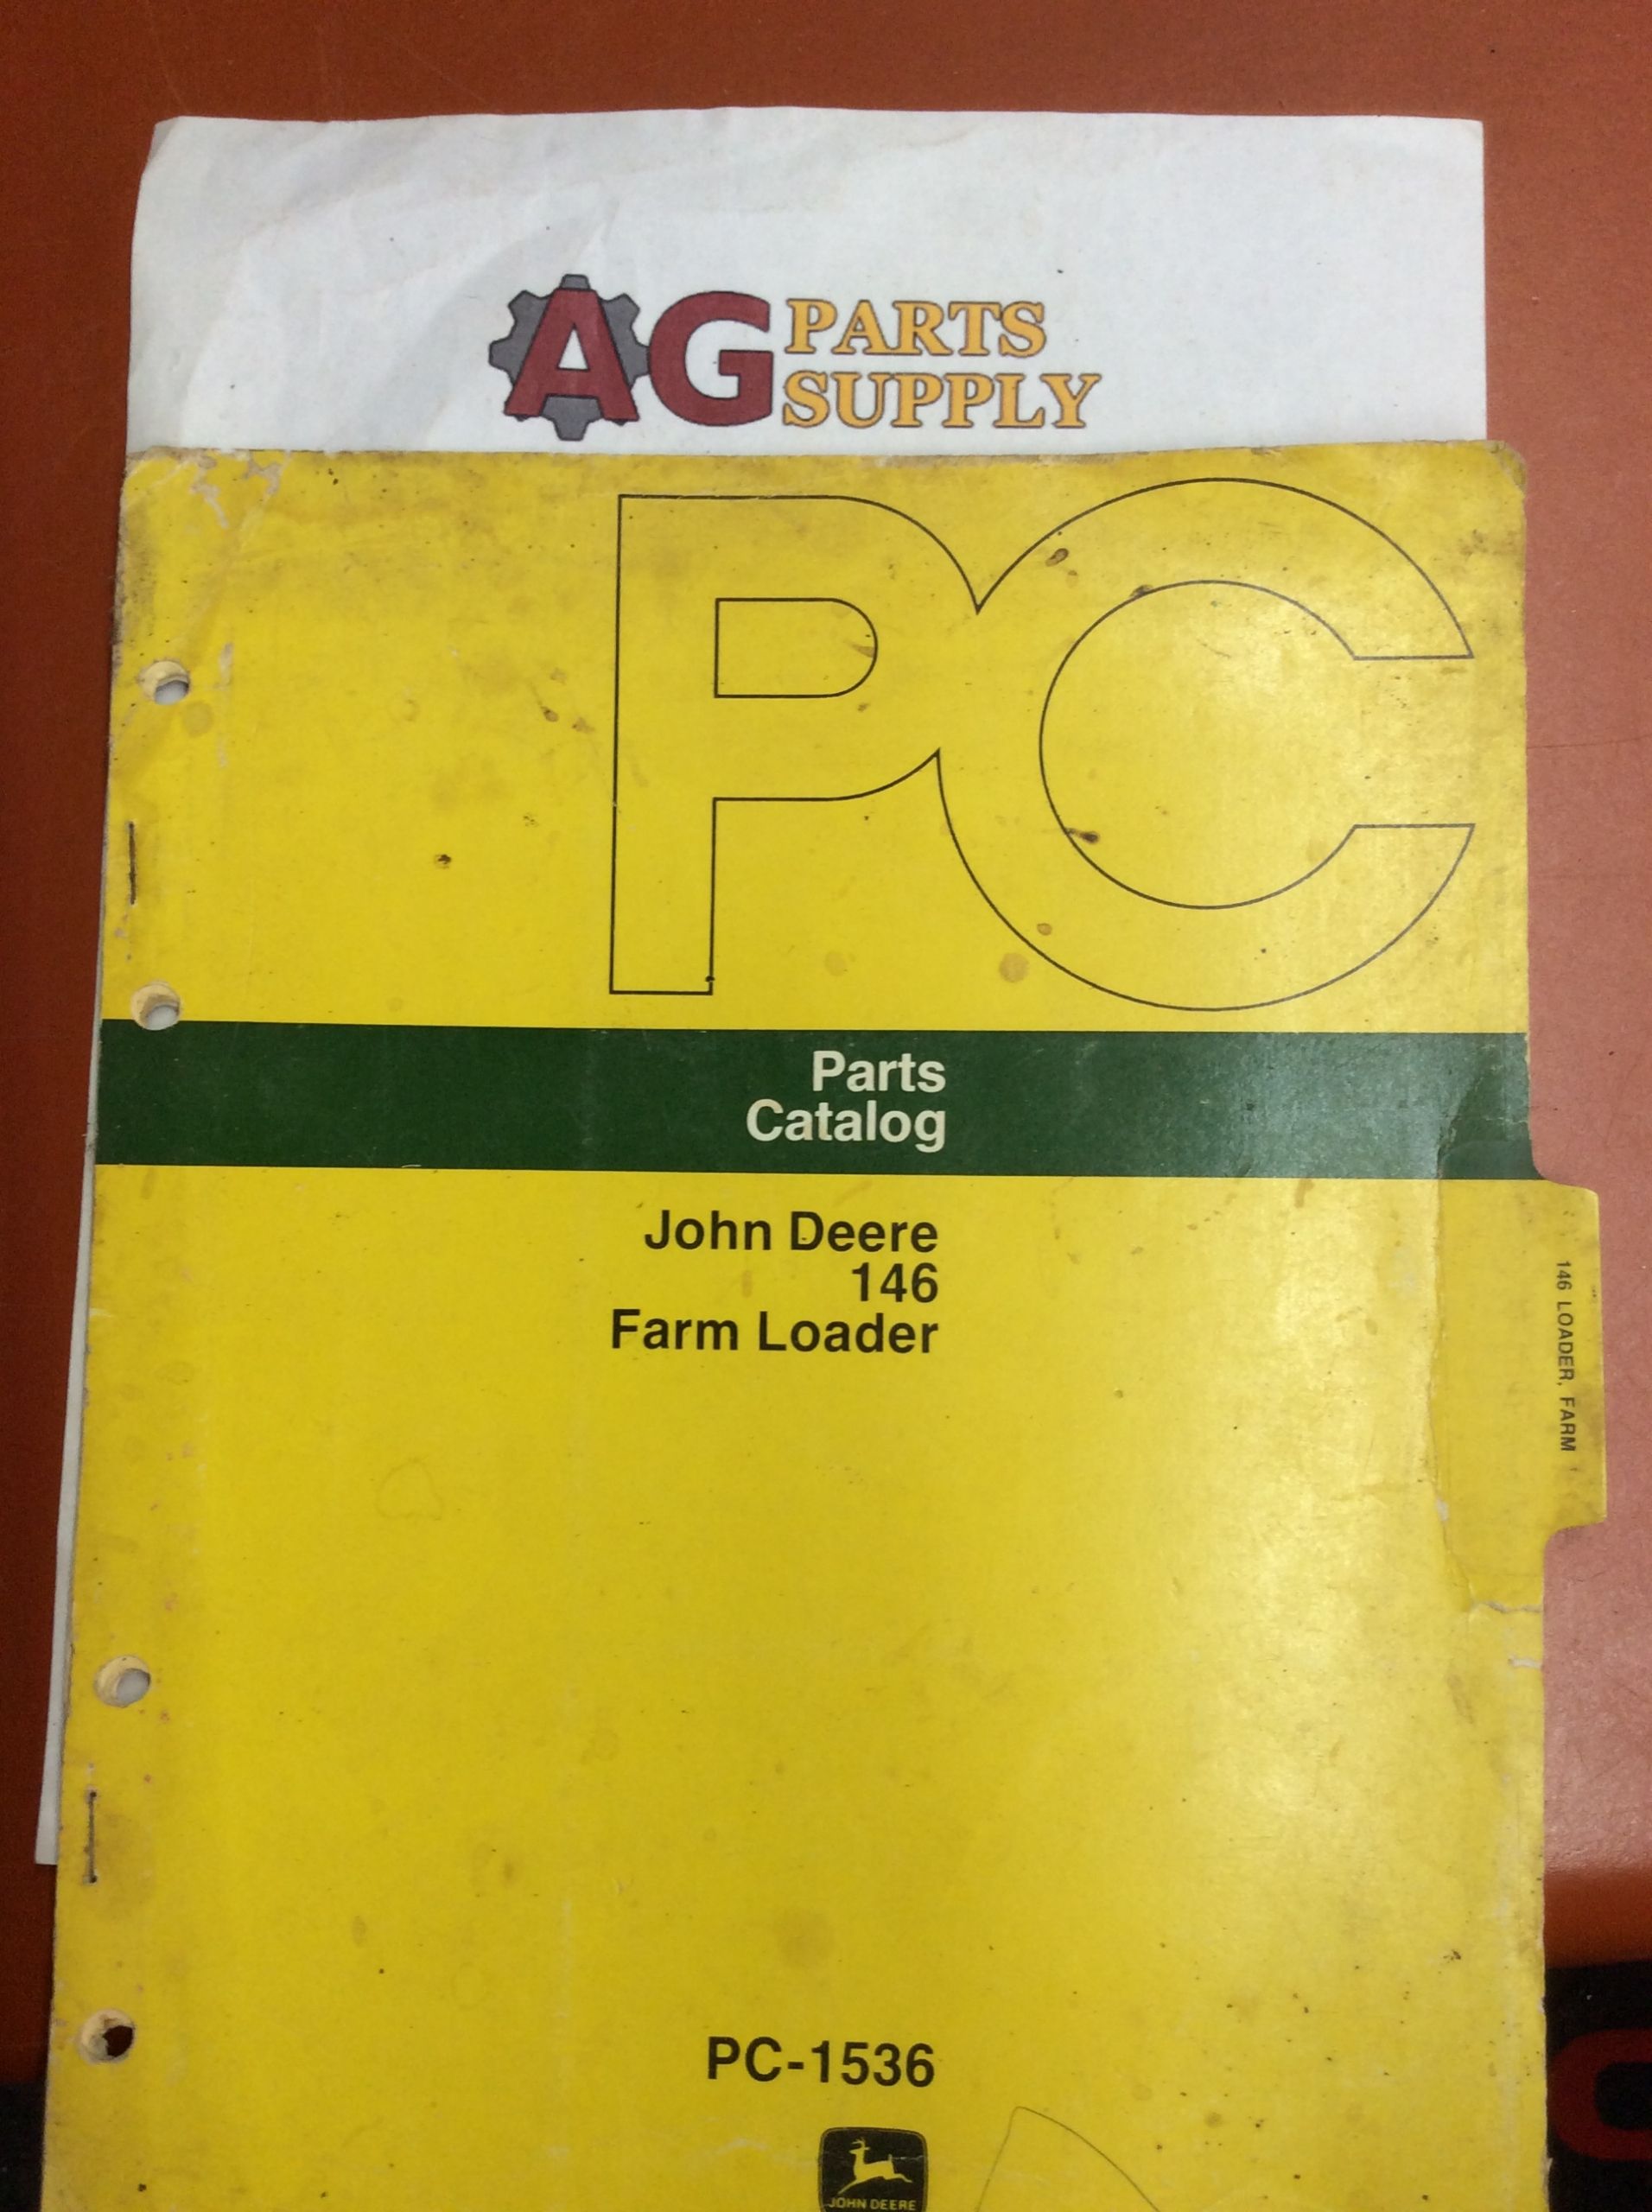 AG PARTS
SUPPLY
PC
Parts
Catalog
John Deere
146
Farm Loader
146 LOADER, FARM
PC-1536
JOHN DEERE